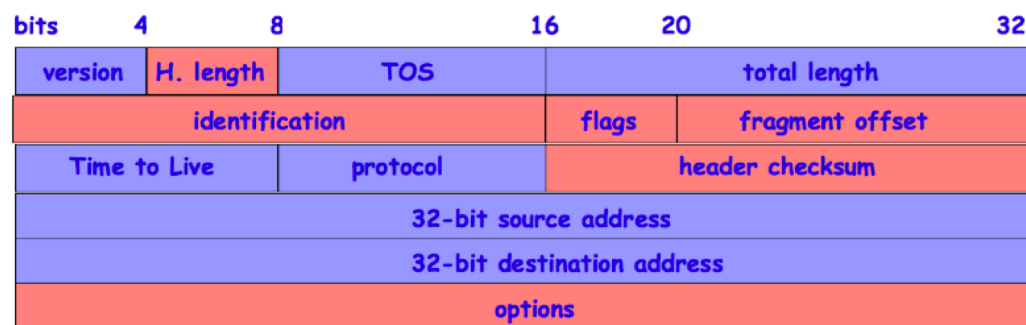 bits 4 8 16 20 32
version H. length TOS total length
identification flags fragment offset
Time to Live protocol header checksum
32-bit source address
32-bit destination address
options